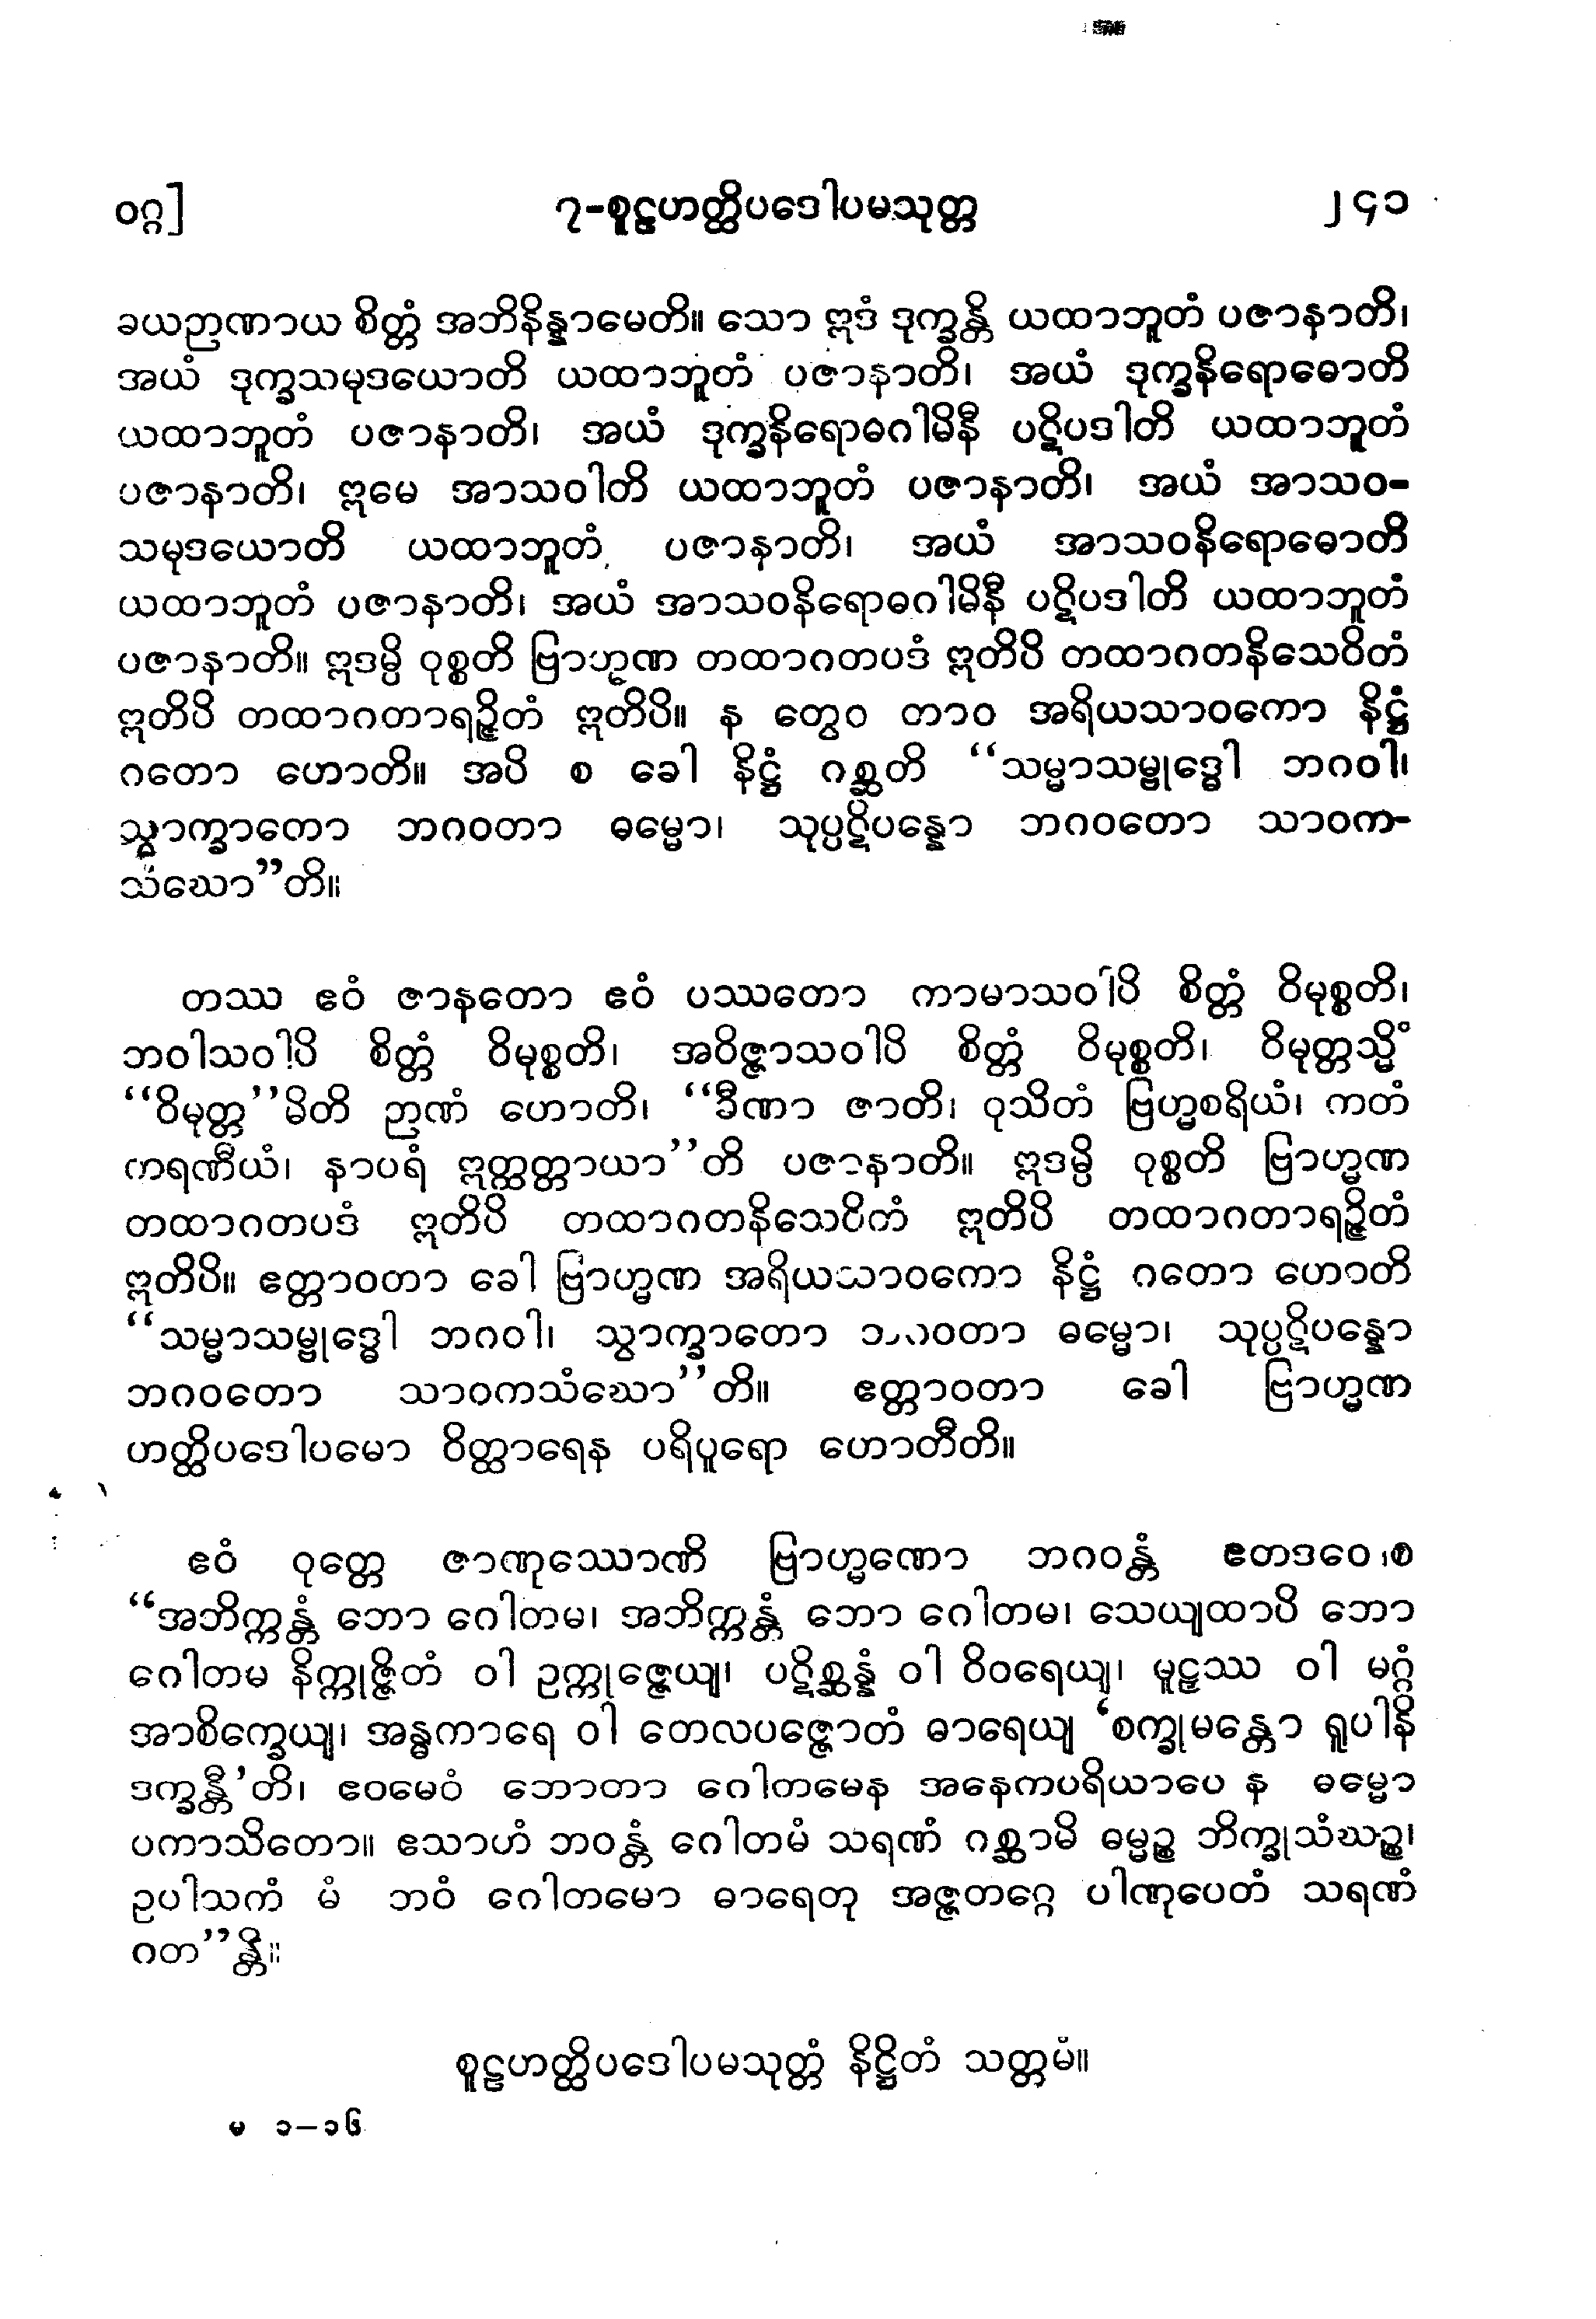 ဝဂ္ဂ] ၇-စူဠဟတ္ထိပဒေါပမသုတ္တ ၂၄၁
ခယဉာဏာယ စိတ္တံ အဘိနိန္နာမေတိ။ သော ဣဒံ ဒုက္ခန္တိ ယထာဘူတံ ပဇာနာတိ၊
အယံ ဒုက္ခသမုဒယောတိ ယထာဘူတံ ပဇာနာတိ၊ အယံ ဒုက္ခနိရောဓောတိ
ယထာဘူတံ ပဇာနာတိ၊ အယံ ဒုက္ခနိရောဓဂါမိနီ ပဋိပဒါတိ ယထာဘူတံ
ပဇာနာတိ၊ ဣမေ အာသဝါတိ ယထာဘူတံ ပဇာနာတိ၊ အယံ အာသဝ-
သမုဒယောတိ ယထာဘူတံ ပဇာနာတိ၊ အယံ အာသဝနိရောဓောတိ
ယထာဘူတံ ပဇာနာတိ၊ အယံ အာသဝနိရောဓဂါမိနီ ပဋိပဒါတိ ယထာဘူတံ
ပဇာနာတိ။ ဣဒမ္ပိ ဝုစ္စတိ ဗြာဟ္မဏ တထာဂတပဒံ ဣတိပိ တထာဂတနိသေဝိတံ
ဣတိပိ တထာဂတာရဉ္ဇိတံ ဣတိပိ။ န တွေဝ တာဝ အရိယသာဝကော နိဋ္ဌံ
ဂတော ဟောတိ။ အပိ စ ခေါ နိဋ္ဌံ ဂစ္ဆတိ “သမ္မာသမ္ဗုဒ္ဓေါ ဘဂဝါ၊
သွာက္ခာတော ဘဂဝတာ ဓမ္မော၊ သုပ္ပဋိပန္နော ဘဂဝတော သာဝက-
သံဃော”တိ။
တဿ ဧဝံ ဇာနတော ဧဝံ ပဿတော ကာမာသဝါပိ စိတ္တံ ဝိမုစ္စတိ၊
ဘဝါသဝါပိ စိတ္တံ ဝိမုစ္စတိ၊ အဝိဇ္ဇာသဝါပိ စိတ္တံ ဝိမုစ္စတိ၊ ဝိမုတ္တသ္မိံ
“ဝိမုတ္တ”မိတိ ဉာဏံ ဟောတိ၊ “ခီဏာ ဇာတိ၊ ဝုသိတံ ဗြဟ္မစရိယံ၊ ကတံ
ကရဏီယံ၊ နာပရံ ဣတ္ထတ္တာယာ”တိ ပဇာနာတိ။ ဣဒမ္ပိ ဝုစ္စတိ ဗြာဟ္မဏ
တထာဂတပဒံ ဣတိပိ တထာဂတနိသေဝိတံ ဣတိပိ တထာဂတာရဉ္ဇိတံ
ဣတိပိ။ ဧတ္တာဝတာ ခေါ ဗြာဟ္မဏ အရိယသာဝကော နိဋ္ဌံ ဂတော ဟောတိ
“သမ္မာသမ္ဗုဒ္ဓေါ ဘဂဝါ၊ သွာက္ခာတော ဘဂဝတာ ဓမ္မော၊ သုပ္ပဋိပန္နော
ဘဂဝတော သာဝကသံဃော”တိ။ ဧတ္တာဝတာ ခေါ ဗြာဟ္မဏ
ဟတ္ထိပဒေါပမော ဝိတ္ထာရေန ပရိပူရော ဟောတီတိ။
ဧဝံ ဝုတ္တေ ဇာဏုဿောဏိ ဗြာဟ္မဏော ဘဂဝန္တံ ဧတဒဝေါစ
“အဘိက္ကန္တံ ဘော ဂေါတမ၊ အဘိက္ကန္တံ ဘော ဂေါတမ၊ သေယျထာပိ ဘော
ဂေါတမ နိက္ကုဇ္ဇိတံ ဝါ ဥက္ကုဇ္ဇေယျ၊ ပဋိစ္ဆန္နံ ဝါ ဝိဝရေယျ၊ မူဠှဿ ဝါ မဂ္ဂံ
အာစိက္ခေယျ၊ အန္ဓကာရေ ဝါ တေလပဇ္ဇောတံ ဓာရေယျ ‘စက္ခုမန္တော ရူပါနိ
ဒက္ခန္တီ’တိ၊ ဧဝမေဝံ ဘောတာ ဂေါတမေန အနေကပရိယာယေန ဓမ္မော
ပကာသိတော။ ဧသာဟံ ဘဝန္တံ ဂေါတမံ သရဏံ ဂစ္ဆာမိ ဓမ္မဉ္စ ဘိက္ခုသံဃဉ္စ၊
ဥပါသကံ မံ ဘဝံ ဂေါတမော ဓာရေတု အဇ္ဇတဂ္ဂေ ပါဏုပေတံ သရဏံ
ဂတ”န္တိ။
စူဠဟတ္ထိပဒေါပမသုတ္တံ နိဋ္ဌိတံ သတ္တမံ။
မ ၁–၁၆